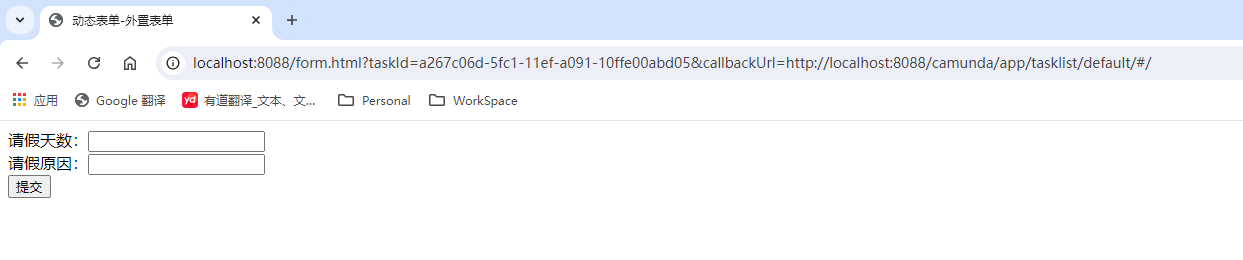 动态表单-外置表单
localhost:8088/form.html?taskId=a267c06d-5fc1-11ef-a091-10ffe00abd05&callbackUrl=http://localhost:8088/camunda/app/tasklist/default/#/
应用 Google 翻译 yd 有道翻译_文本、文... Personal WorkSpace
请假天数：
请假原因：
提交